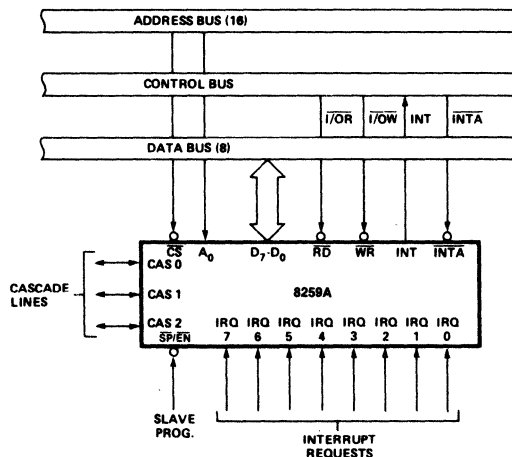 ADDRESS BUS (16)
CONTROL BUS
I/OR I/OW INT INTA
DATA BUS (8)
CS A0 D7-D0 RD WR INT INTA
CAS 0
CASCADE LINES
CAS 1
8259A
CAS 2
IRQ IRQ IRQ IRQ IRQ IRQ IRQ IRQ
SP/EN 7 6 5 4 3 2 1 0
SLAVE PROG.
INTERRUPT REQUESTS